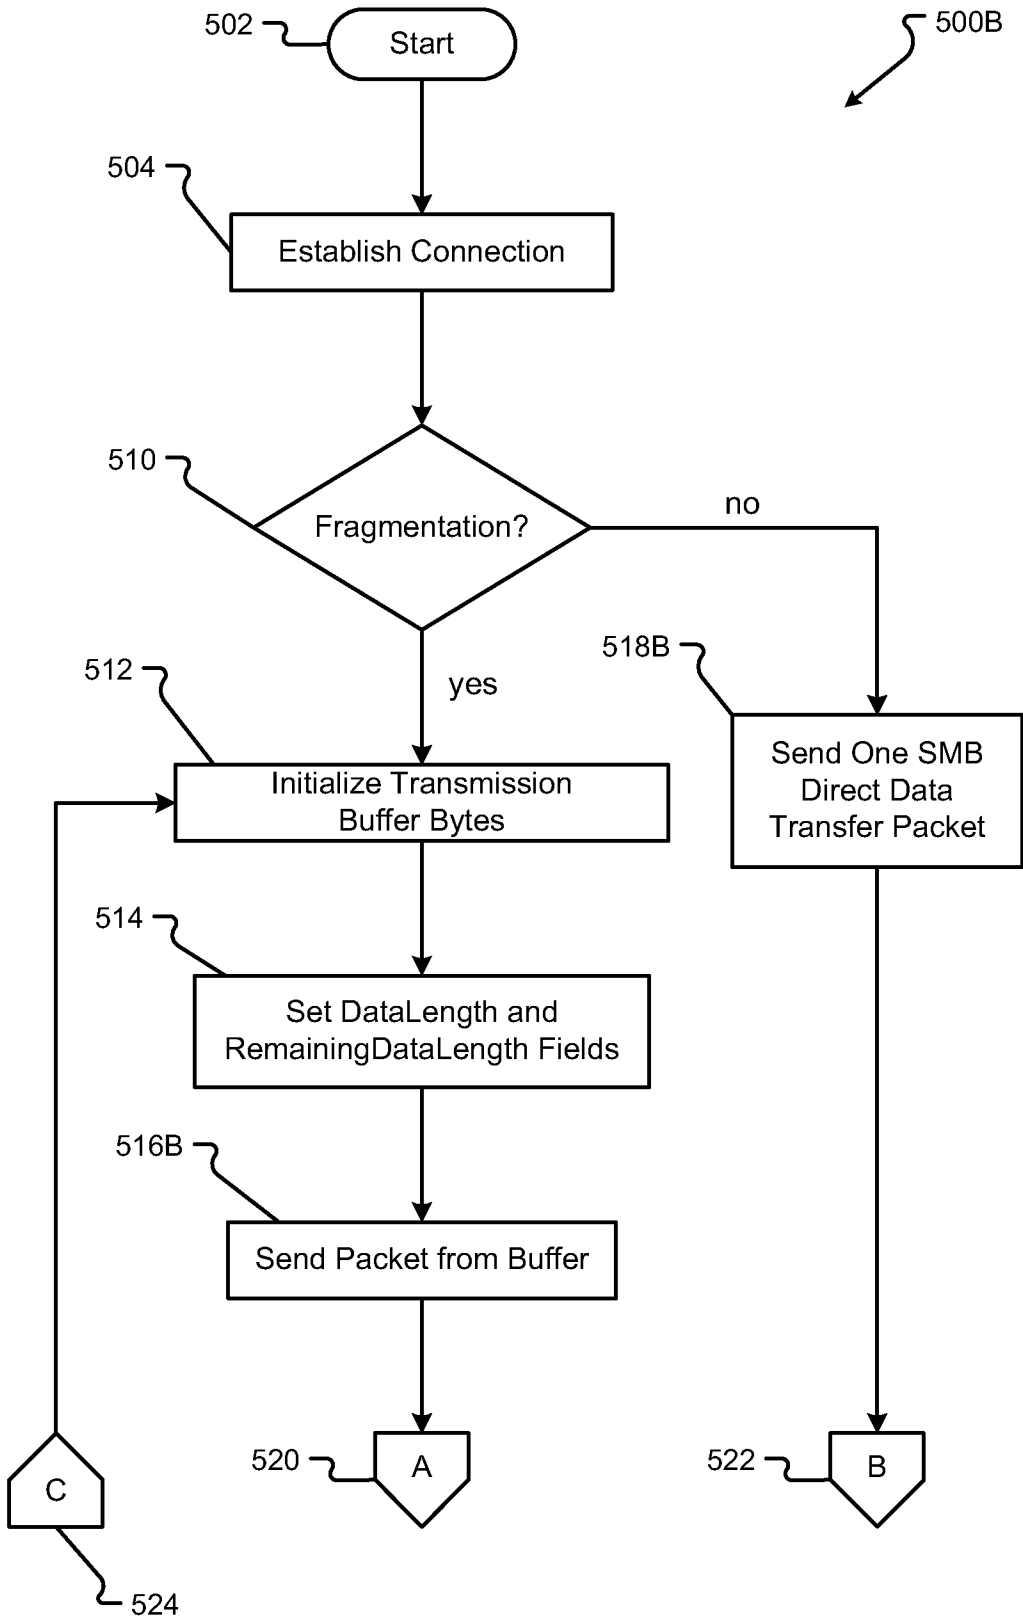 502
Start
500B
504
Establish Connection
510
Fragmentation?
no
512
yes
518B
Initialize Transmission
Buffer Bytes
Send One SMB
Direct Data
Transfer Packet
514
Set DataLength and
RemainingDataLength Fields
516B
Send Packet from Buffer
520
A
522
B
C
524